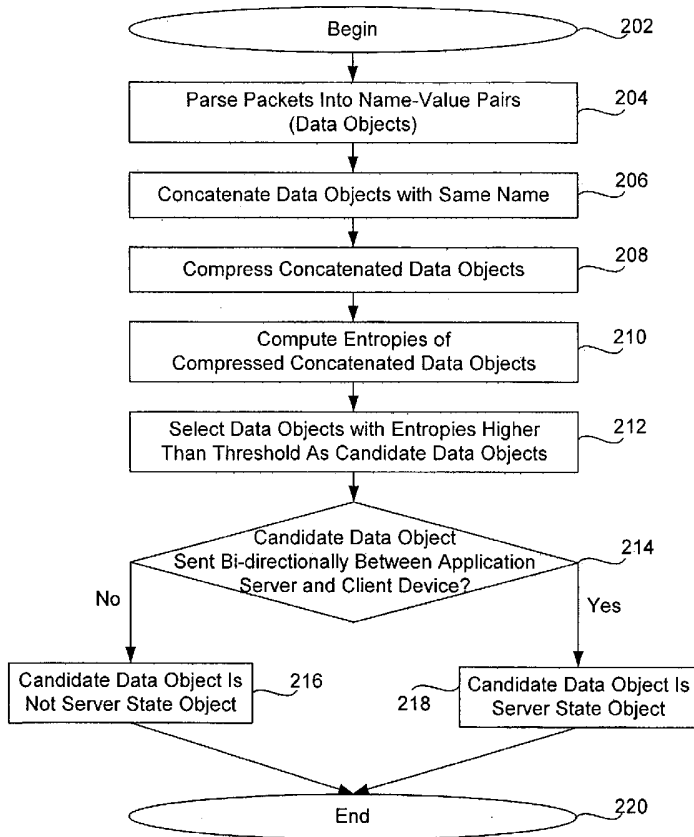 Begin
202
Parse Packets Into Name-Value Pairs
(Data Objects)
204
Concatenate Data Objects with Same Name
206
Compress Concatenated Data Objects
208
Compute Entropies of
Compressed Concatenated Data Objects
210
Select Data Objects with Entropies Higher
Than Threshold As Candidate Data Objects
212
Candidate Data Object
Sent Bi-directionally Between Application
Server and Client Device?
214
No
Yes
Candidate Data Object Is
Not Server State Object
216
218
Candidate Data Object Is
Server State Object
End
220